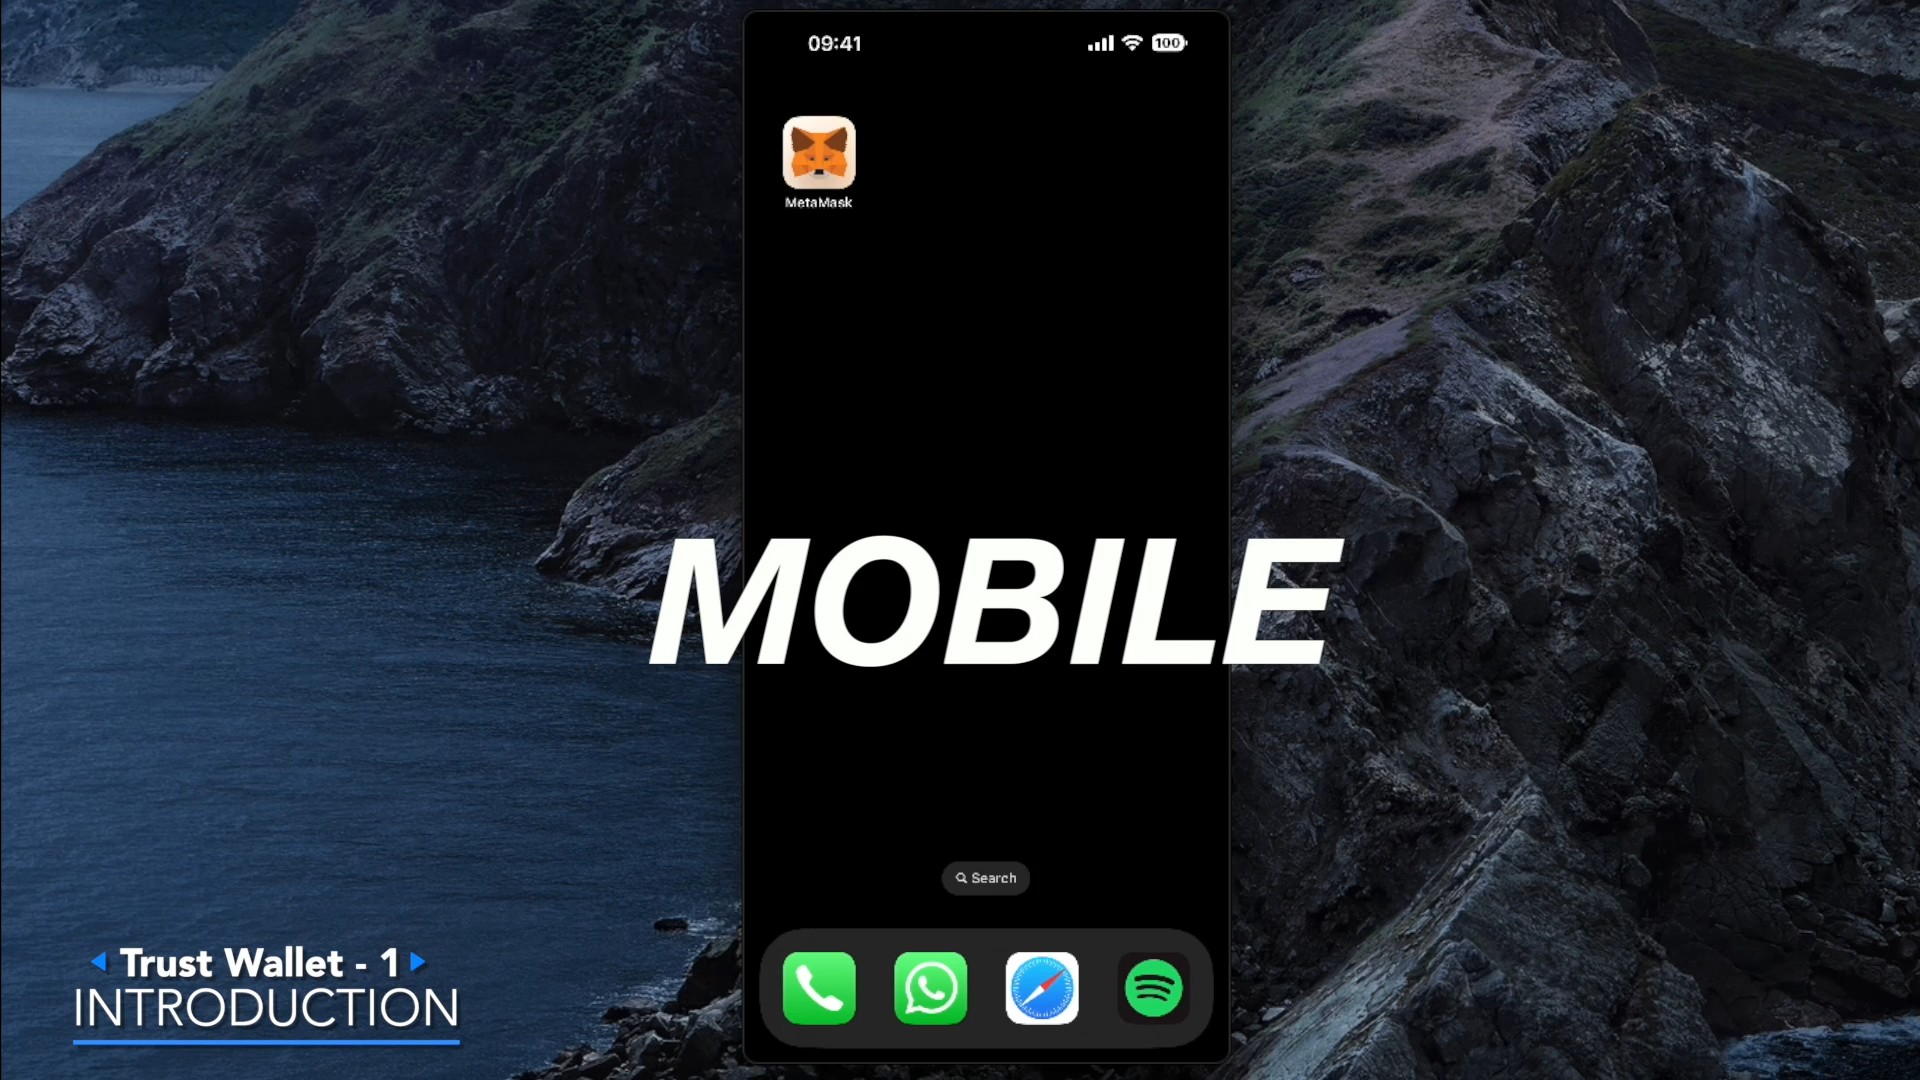 09:41
100
MetaMask
MOBILE
Search
Trust Wallet - 1
INTRODUCTION